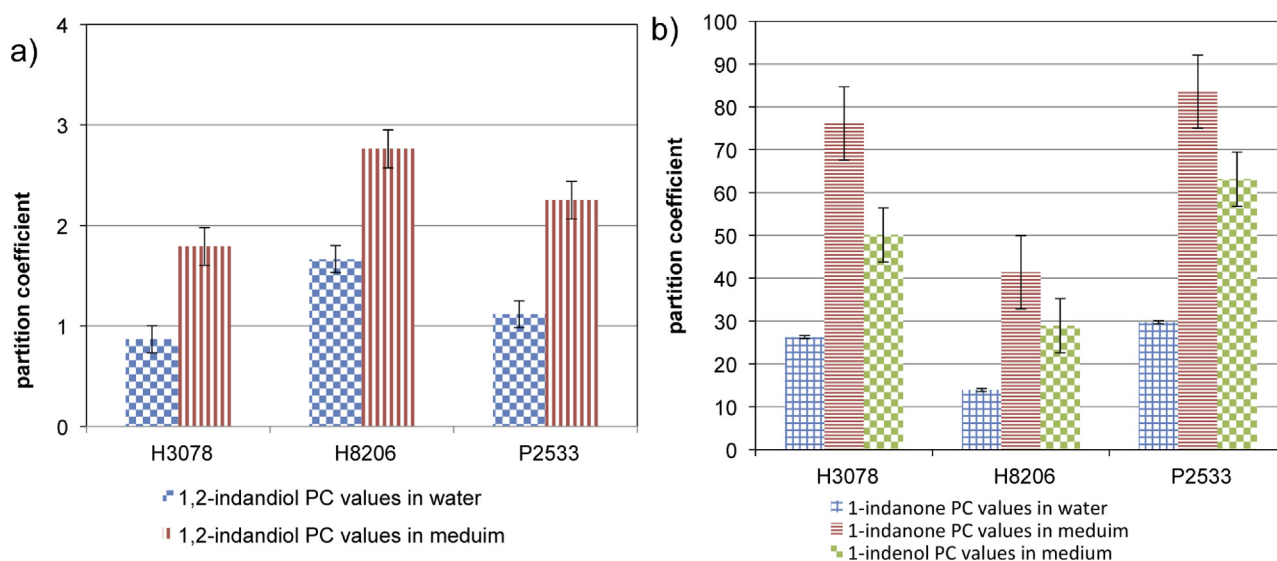 a)
partition coefficient
4
3
2
1
0
H3078 H8206 P2533
1,2-indandiol PC values in water
1,2-indandiol PC values in meduim
b)
partition coefficient
100
90
80
70
60
50
40
30
20
10
0
H3078 H8206 P2533
1-indanone PC values in water
1-indanone PC values in meduim
1-indenol PC values in medium